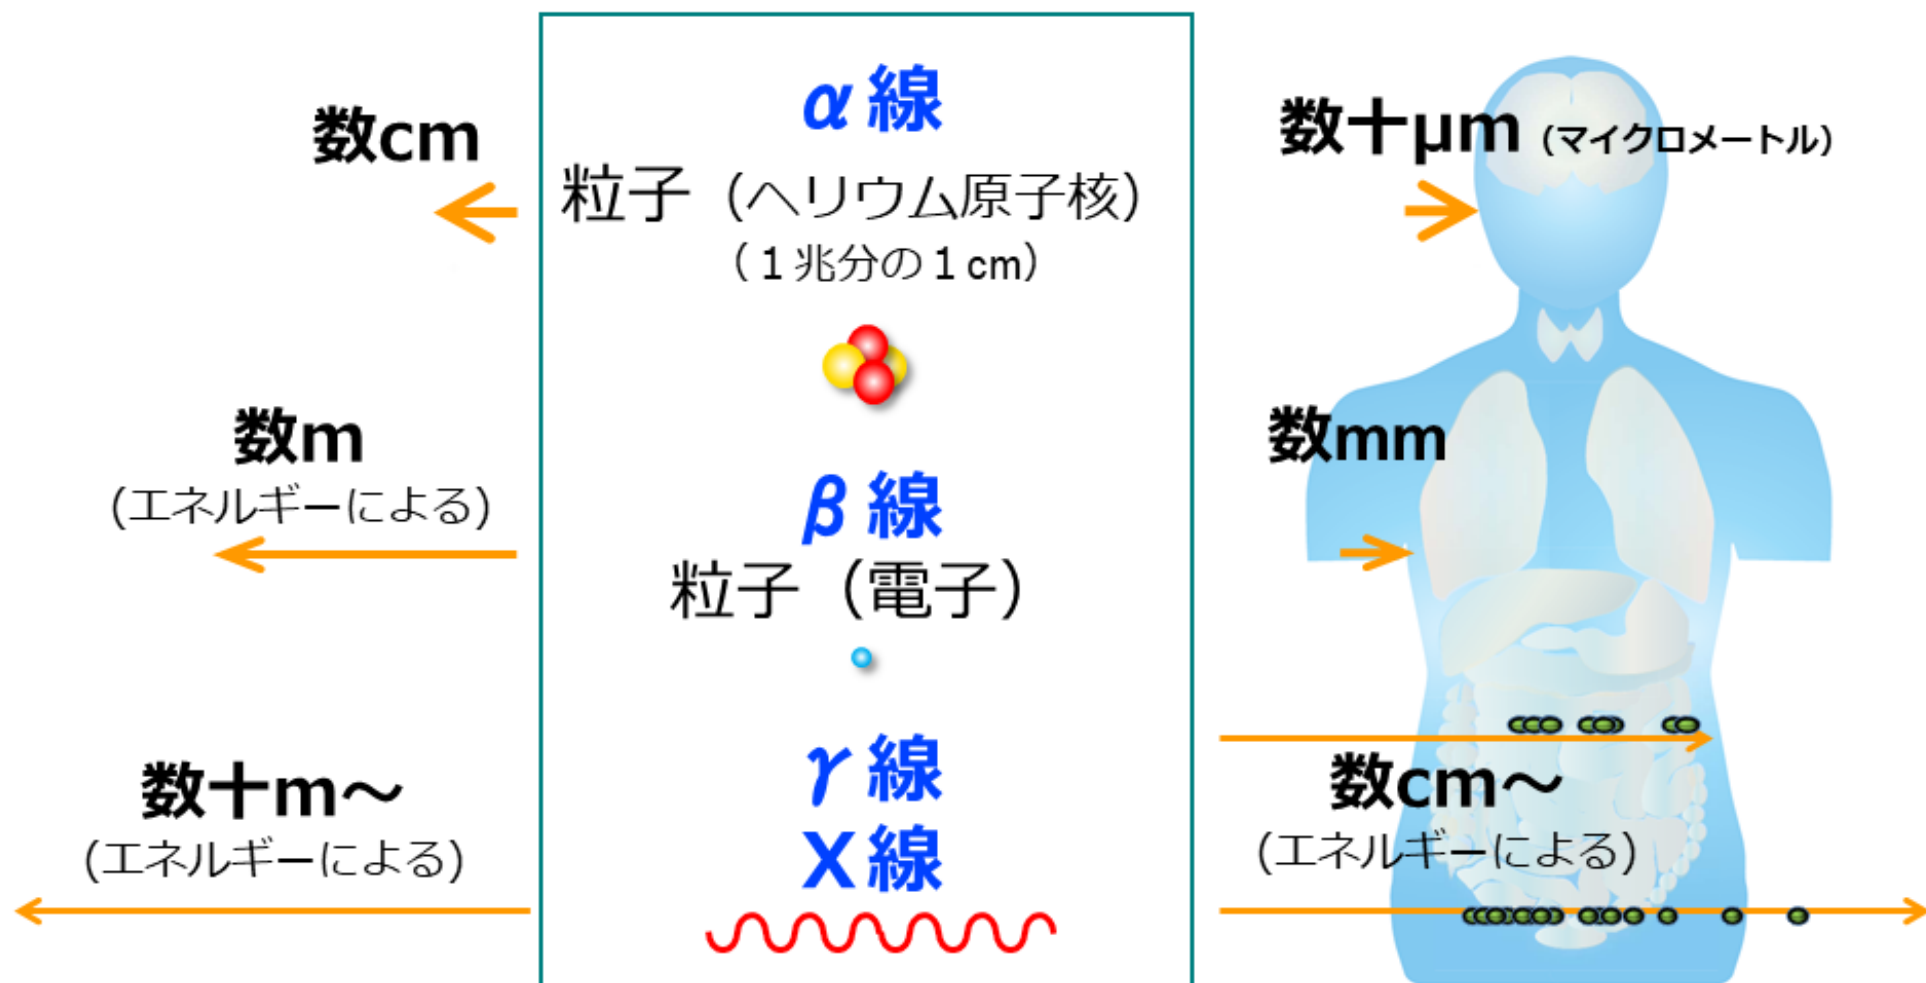 数cm
α線
粒子（ヘリウム原子核）
（１兆分の１cm）
数十μm（マイクロメートル）
数m
(エネルギーによる)
β線
粒子（電子）
数mm
数十m～
(エネルギーによる)
γ線
X線
数cm～
(エネルギーによる)